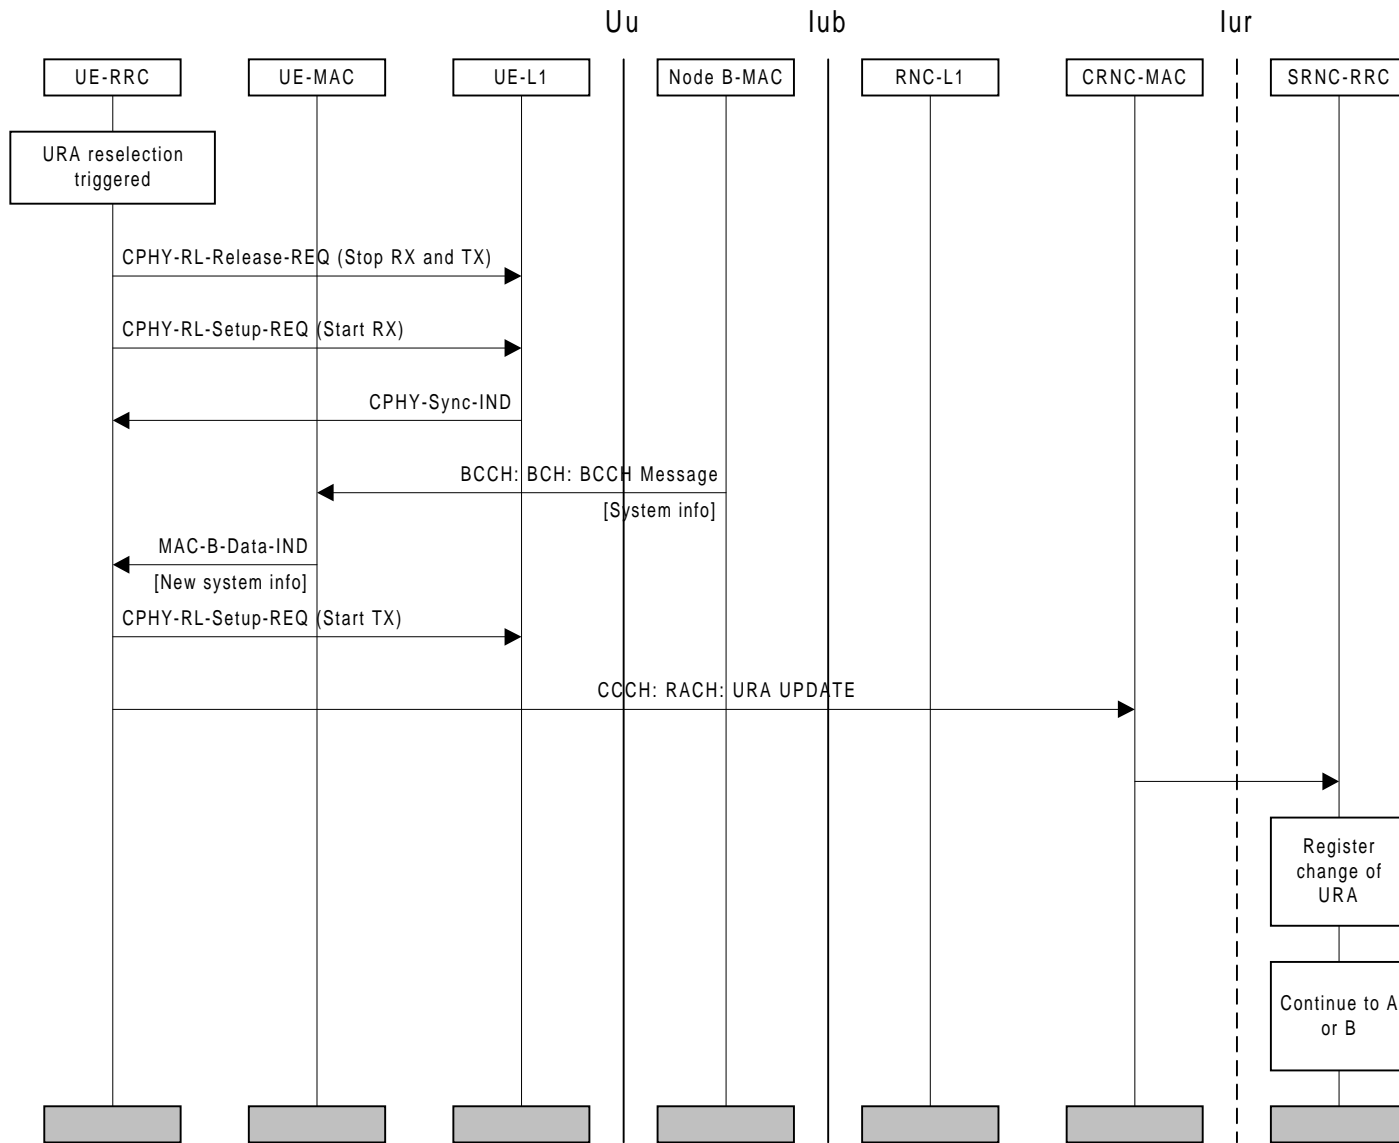 Uu
Iub
Iur
UE-RRC
UE-MAC
UE-L1
Node B-MAC
RNC-L1
CRNC-MAC
SRNC-RRC
URA reselection
triggered
CPHY-RL-Release-REQ (Stop RX and TX)
CPHY-RL-Setup-REQ (Start RX)
CPHY-Sync-IND
BCCH: BCH: BCCH Message
[System info]
MAC-B-Data-IND
[New system info]
CPHY-RL-Setup-REQ (Start TX)
CCCH: RACH: URA UPDATE
Register
change of
URA
Continue to A
or B